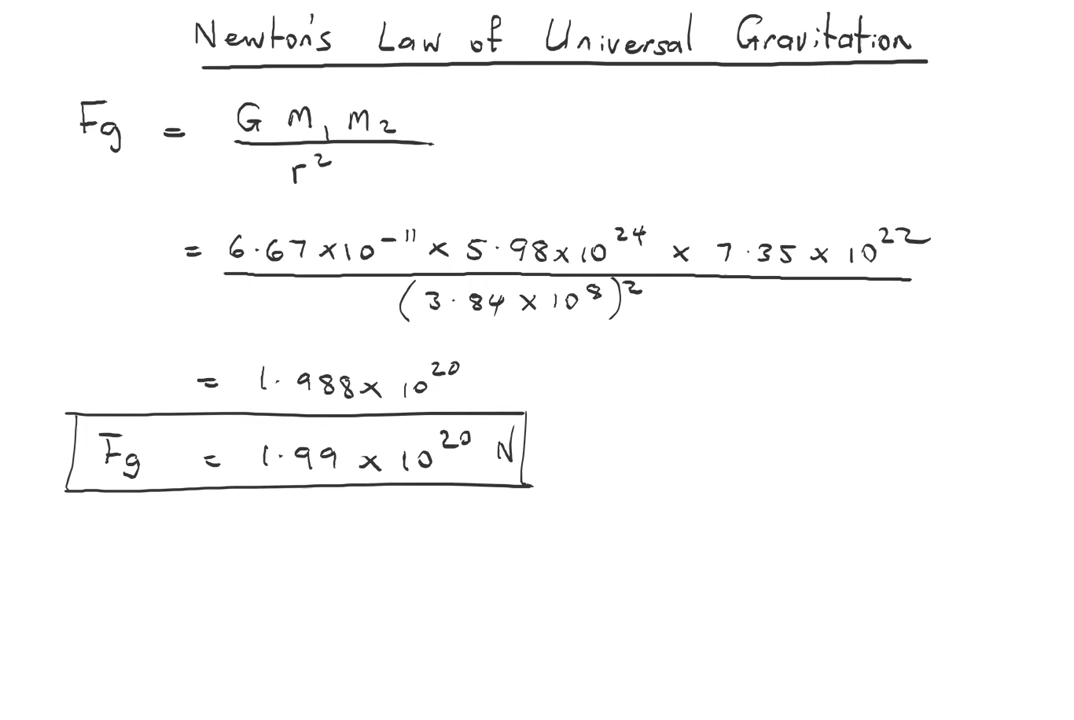 Newton's Law of Universal Gravitation
Fg = G m₁ m₂ / r²
= 6.67 × 10⁻¹¹ × 5.98 × 10²⁴ × 7.35 × 10²² / (3.84 × 10⁸)²
= 1.988 × 10²⁰
Fg = 1.99 × 10²⁰ N